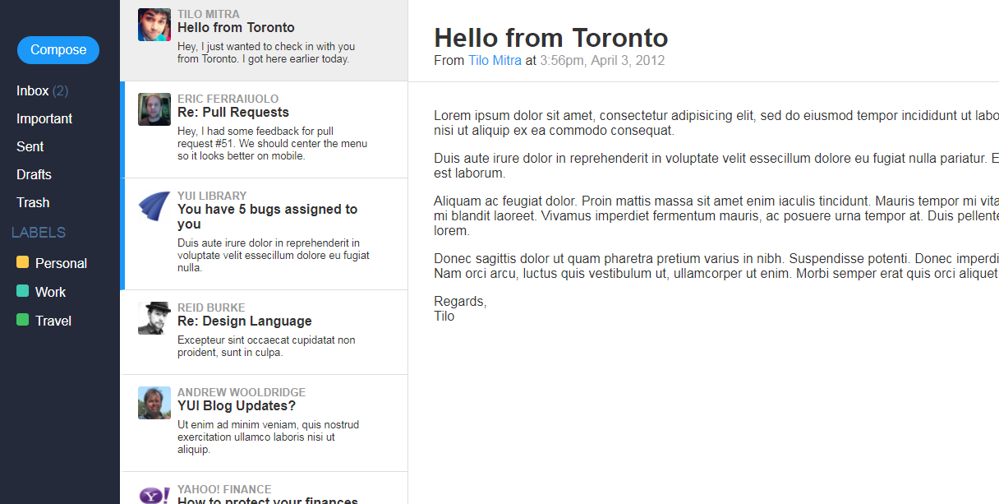 Compose
Inbox (2)
Important
Sent
Drafts
Trash
LABELS
Personal
Work
Travel
TILO MITRA
Hello from Toronto
Hey, I just wanted to check in with you
from Toronto. I got here earlier today.
ERIC FERRAIUOLO
Re: Pull Requests
Hey, I had some feedback for pull
request #51. We should center the menu
so it looks better on mobile.
YUI LIBRARY
You have 5 bugs assigned to
you
Duis aute irure dolor in reprehenderit in
voluptate velit essecillum dolore eu fugiat
nulla.
REID BURKE
Re: Design Language
Excepteur sint occaecat cupidatat non
proident, sunt in culpa.
ANDREW WOOLDRIDGE
YUI Blog Updates?
Ut enim ad minim veniam, quis nostrud
exercitation ullamco laboris nisi ut
aliquip.
YAHOO! FINANCE
How to protect your finances
Hello from Toronto
From Tilo Mitra at 3:56pm, April 3, 2012
Lorem ipsum dolor sit amet, consectetur adipisicing elit, sed do eiusmod tempor incididunt ut labo
nisi ut aliquip ex ea commodo consequat.
Duis aute irure dolor in reprehenderit in voluptate velit essecillum dolore eu fugiat nulla pariatur. E
est laborum.
Aliquam ac feugiat dolor. Proin mattis massa sit amet enim iaculis tincidunt. Mauris tempor mi vita
mi blandit laoreet. Vivamus imperdiet fermentum mauris, ac posuere urna tempor at. Duis pellente
lorem.
Donec sagittis dolor ut quam pharetra pretium varius in nibh. Suspendisse potenti. Donec imperdi
Nam orci arcu, luctus quis vestibulum ut, ullamcorper ut enim. Morbi semper erat quis orci aliquet
Regards,
Tilo